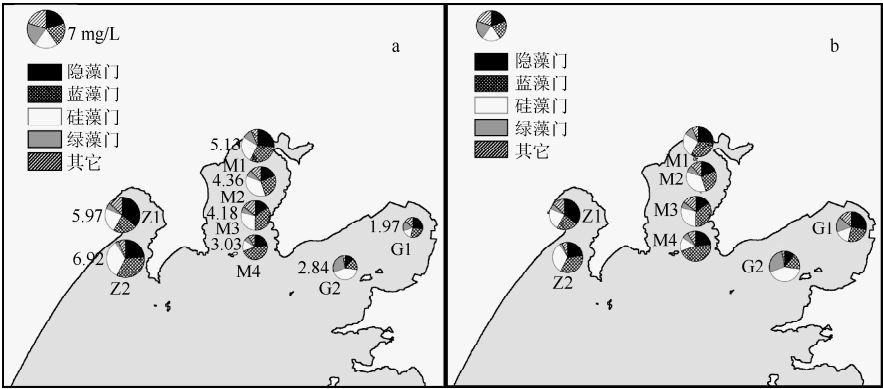 7 mg/L
a
隐藻门
蓝藻门
硅藻门
绿藻门
其它
5.13
M1
4.36
M2
4.18
M3
3.03
M4
5.97
Z1
6.92
Z2
1.97
G1
2.84
G2
b
隐藻门
蓝藻门
硅藻门
绿藻门
其它
M1
M2
M3
M4
Z1
Z2
G1
G2